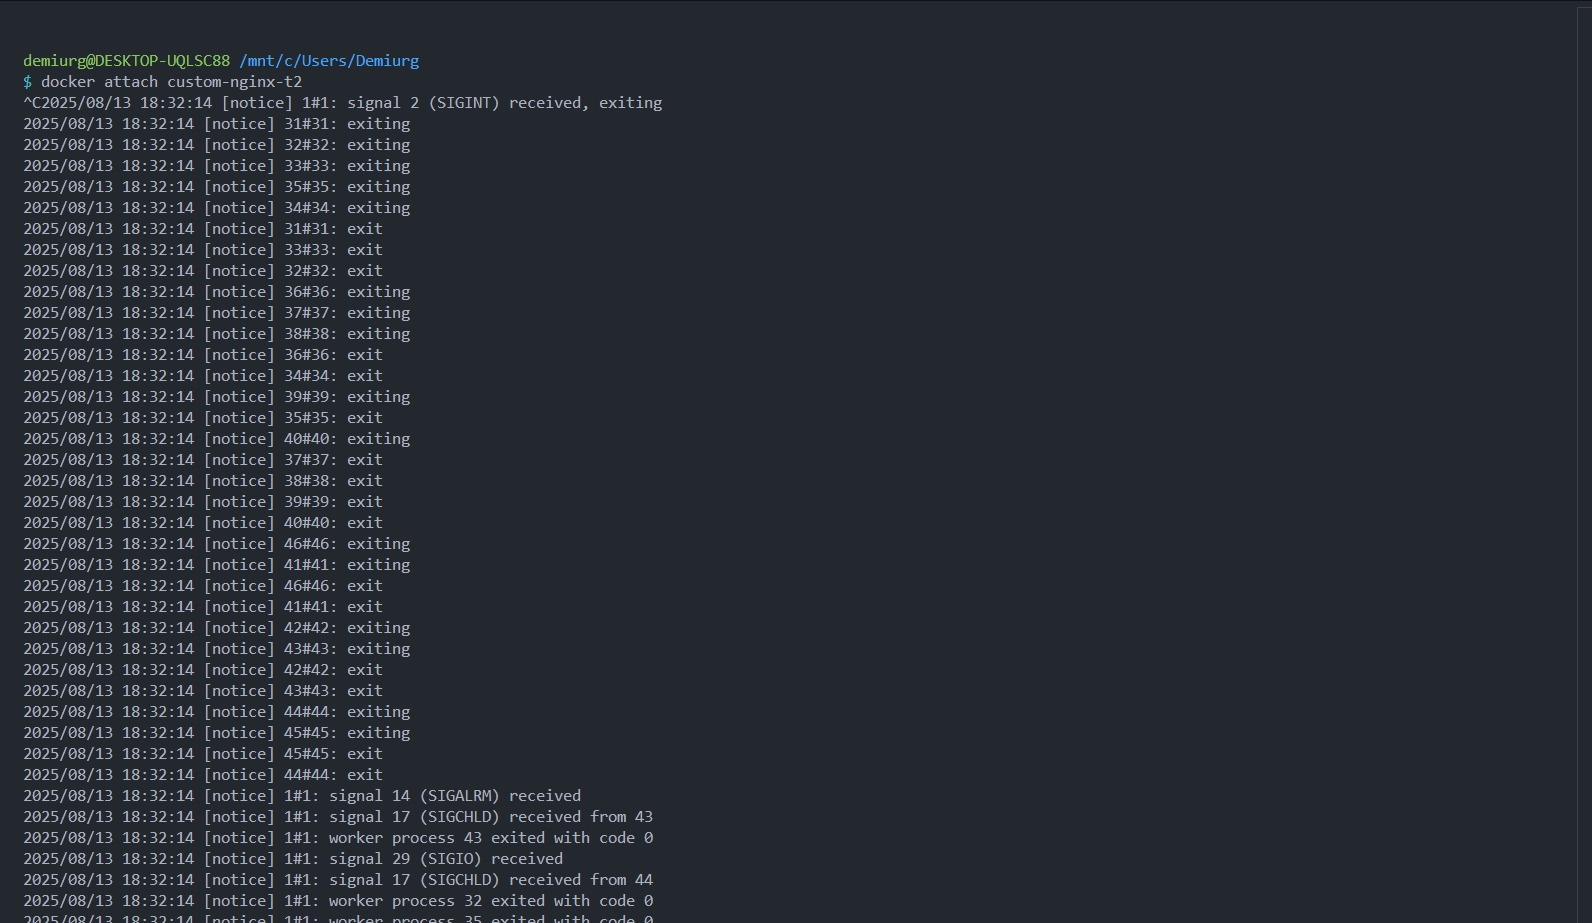 demiurg@DESKTOP-UQLSC88 /mnt/c/Users/Demiurg
$ docker attach custom-nginx-t2
^C2025/08/13 18:32:14 [notice] 1#1: signal 2 (SIGINT) received, exiting
2025/08/13 18:32:14 [notice] 31#31: exiting
2025/08/13 18:32:14 [notice] 32#32: exiting
2025/08/13 18:32:14 [notice] 33#33: exiting
2025/08/13 18:32:14 [notice] 35#35: exiting
2025/08/13 18:32:14 [notice] 34#34: exiting
2025/08/13 18:32:14 [notice] 31#31: exit
2025/08/13 18:32:14 [notice] 33#33: exit
2025/08/13 18:32:14 [notice] 32#32: exit
2025/08/13 18:32:14 [notice] 36#36: exiting
2025/08/13 18:32:14 [notice] 37#37: exiting
2025/08/13 18:32:14 [notice] 38#38: exiting
2025/08/13 18:32:14 [notice] 36#36: exit
2025/08/13 18:32:14 [notice] 34#34: exit
2025/08/13 18:32:14 [notice] 39#39: exiting
2025/08/13 18:32:14 [notice] 35#35: exit
2025/08/13 18:32:14 [notice] 40#40: exiting
2025/08/13 18:32:14 [notice] 37#37: exit
2025/08/13 18:32:14 [notice] 38#38: exit
2025/08/13 18:32:14 [notice] 39#39: exit
2025/08/13 18:32:14 [notice] 40#40: exit
2025/08/13 18:32:14 [notice] 46#46: exiting
2025/08/13 18:32:14 [notice] 41#41: exiting
2025/08/13 18:32:14 [notice] 46#46: exit
2025/08/13 18:32:14 [notice] 41#41: exit
2025/08/13 18:32:14 [notice] 42#42: exiting
2025/08/13 18:32:14 [notice] 43#43: exiting
2025/08/13 18:32:14 [notice] 42#42: exit
2025/08/13 18:32:14 [notice] 43#43: exit
2025/08/13 18:32:14 [notice] 44#44: exiting
2025/08/13 18:32:14 [notice] 45#45: exiting
2025/08/13 18:32:14 [notice] 45#45: exit
2025/08/13 18:32:14 [notice] 44#44: exit
2025/08/13 18:32:14 [notice] 1#1: signal 14 (SIGALRM) received
2025/08/13 18:32:14 [notice] 1#1: signal 17 (SIGCHLD) received from 43
2025/08/13 18:32:14 [notice] 1#1: worker process 43 exited with code 0
2025/08/13 18:32:14 [notice] 1#1: signal 29 (SIGIO) received
2025/08/13 18:32:14 [notice] 1#1: signal 17 (SIGCHLD) received from 44
2025/08/13 18:32:14 [notice] 1#1: worker process 32 exited with code 0
2025/08/13 18:32:14 [notice] 1#1: worker process 35 exited with code 0